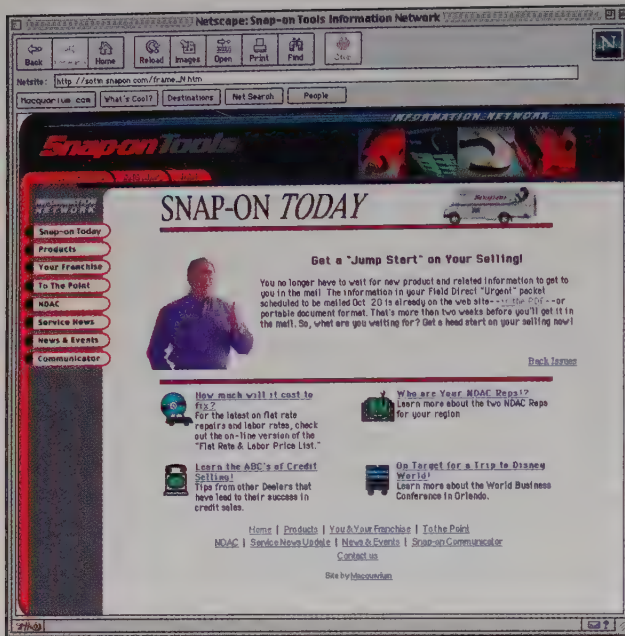 Netscape: Snap-on Tools Information Network
Back
Home
Reload
Images
Open
Print
Find
Stop
N
Netsite: http://sotin.snapon.com/frame_N.htm
Macquarium.com
What's Cool?
Destinations
Net Search
People
INFORMATION NETWORK
Snap-on Tools
NETWORK
Snap-on Today
Products
Your Franchise
To The Point
NDAC
Service News
News & Events
Communicator
SNAP-ON TODAY
Get a "Jump Start" on Your Selling!
You no longer have to wait for new product and related information to get to
you in the mail. The information in your Field Direct "Urgent" packet
scheduled to be mailed Oct. 20 is already on the web site--in the PDF--or
portable document format. That's more than two weeks before you'll get it in
the mail. So, what are you waiting for? Get a head start on your selling now!
Back Issues
How much will it cost to
fix?
For the latest on flat rate
repairs and labor rates, check
out the on-line version of the
"Flat Rate & Labor Price List."
Who are Your NDAC Reps!?
Learn more about the two NDAC Reps
for your region
Learn the ABC's of Credit
Selling!
Tips from other Dealers that
have lead to their success in
credit sales.
On Target for a Trip to Disney
World!
Learn more about the World Business
Conference in Orlando.
Home | Products | You & Your Franchise | To the Point
NDAC | Service News Update | News & Events | Snap-on Communicator
Contact us
Site by Macquarium